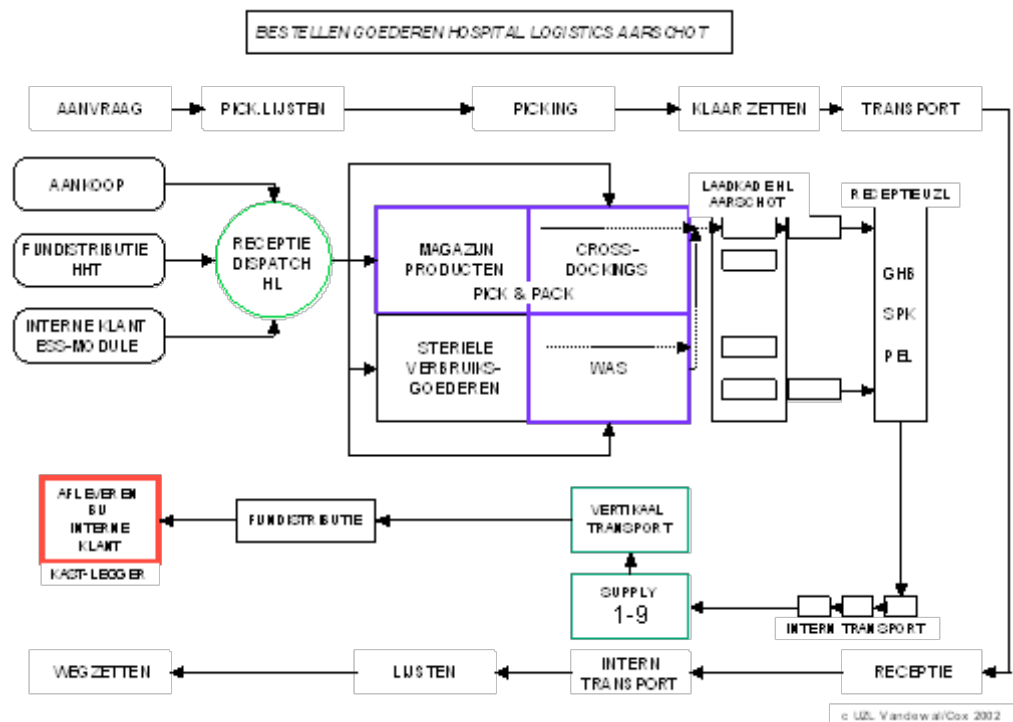 BESTELLEN GOEDEREN HOSPITAL LOGISTICS AARSCHOT
AANVRAAG
PICK.LIJSTEN
PICKING
KLAAR ZETTEN
TRANSPORT
AANKOOP
FIJNDISTRIBUTIE
HHT
INTERNE KLANT
ESS-MODULE
RECEPTIE
DISPATCH
HL
MAGAZIJN
PRODUCTEN
CROSS-
DOCKINGS
PICK & PACK
STERIELE
VERBRUIKS-
GOEDEREN
WAS
LAADKADE HL
AARSCHOT
RECEPTIE UZL
GHB
SPK
PEL
AFLEVEREN
BIJ
INTERNE
KLANT
KAST-LEGGER
FIJNDISTRIBUTIE
VERTIKAAL
TRANSPORT
SUPPLY
1-9
INTERN TRANSPORT
WEGZETTEN
LIJSTEN
INTERN
TRANSPORT
RECEPTIE
c UZL Vandewal/Cox 2002